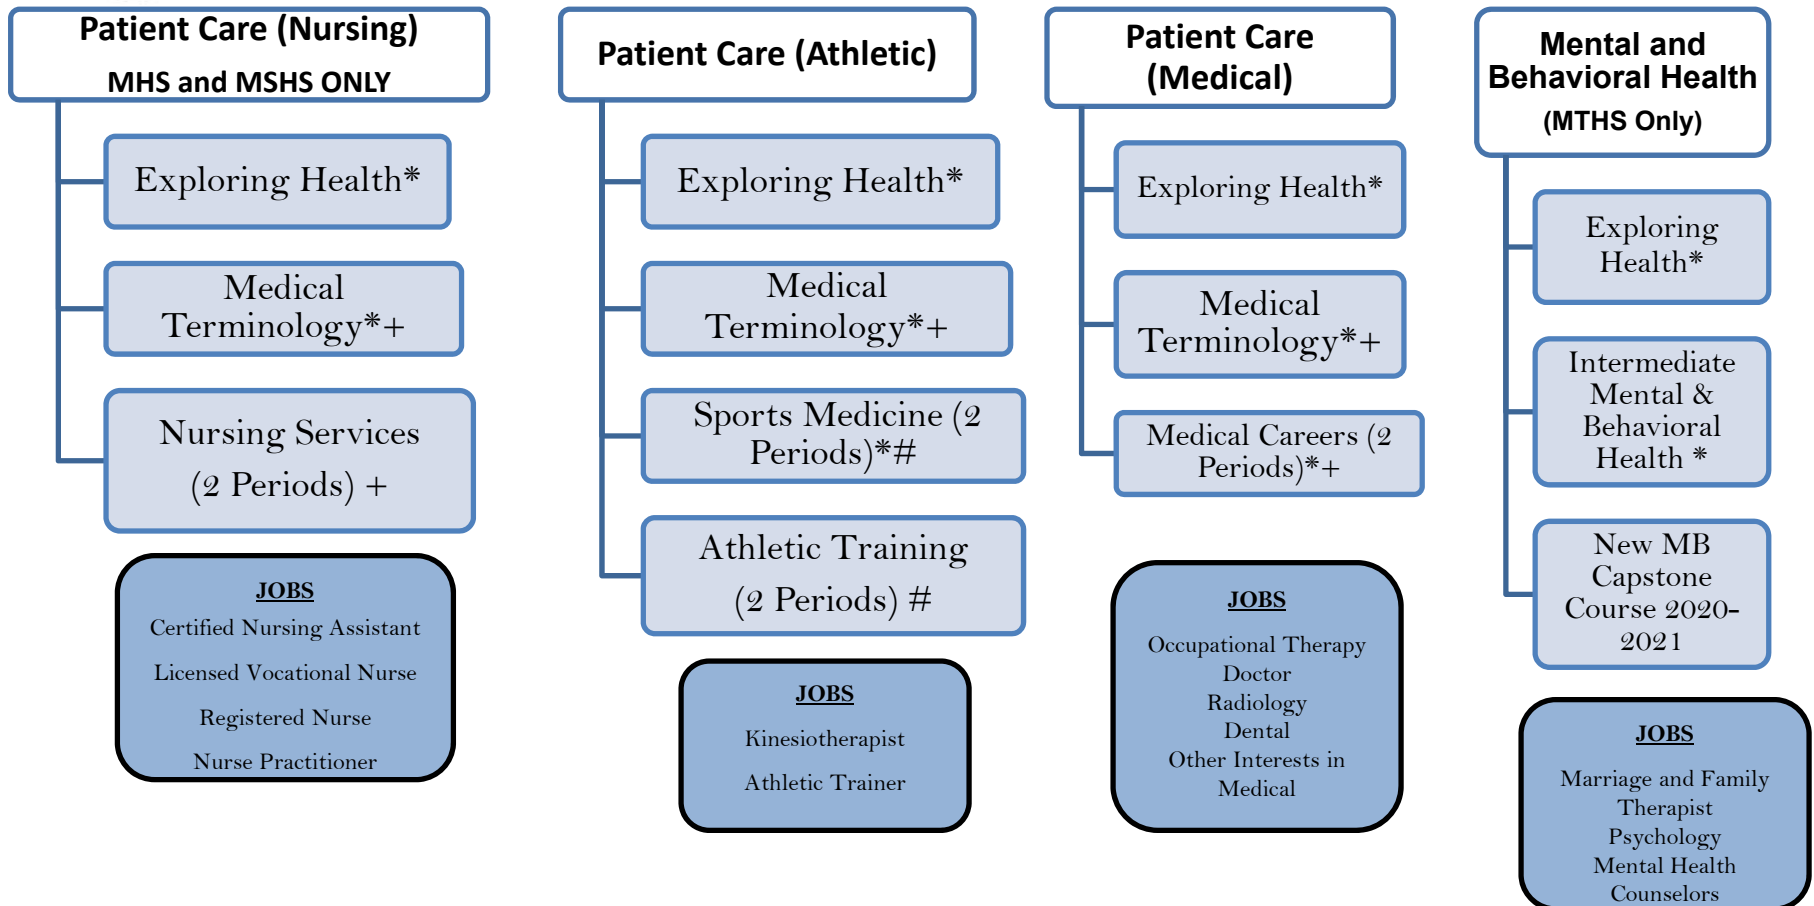 Patient Care (Nursing)
MHS and MSHS ONLY
Exploring Health*
Medical
Terminology*+
Nursing Services
(2 Periods) +
JOBS
Certified Nursing Assistant
Licensed Vocational Nurse
Registered Nurse
Nurse Practitioner
Patient Care (Athletic)
Exploring Health*
Medical
Terminology*+
Sports Medicine (2
Periods)*#
Athletic Training
(2 Periods) #
JOBS
Kinesiotherapist
Athletic Trainer
Patient Care
(Medical)
Exploring Health*
Medical
Terminology*+
Medical Careers (2
Periods)*+
JOBS
Occupational Therapy
Doctor
Radiology
Dental
Other Interests in
Medical
Mental and
Behavioral Health
(MTHS Only)
Exploring
Health*
Intermediate
Mental &
Behavioral
Health *
New MB
Capstone
Course 2020-
2021
JOBS
Marriage and Family
Therapist
Psychology
Mental Health
Counselors